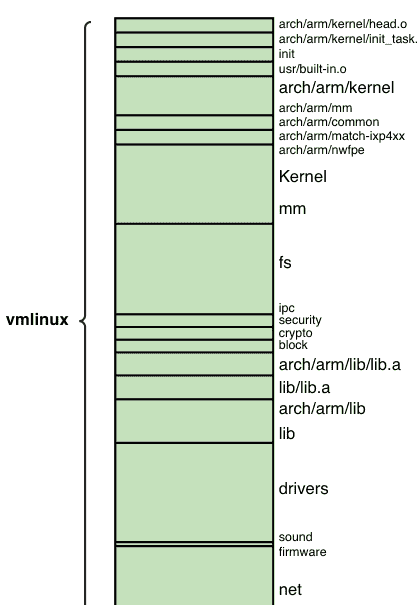 arch/arm/kernel/head.o
arch/arm/kernel/init_task.
init
usr/built-in.o
arch/arm/kernel
arch/arm/mm
arch/arm/common
arch/arm/match-ixp4xx
arch/arm/nwfpe
Kernel
mm
fs
ipc
vmlinux
security
crypto
block
arch/arm/lib/lib.a
lib/lib.a
arch/arm/lib
lib
drivers
sound
firmware
net